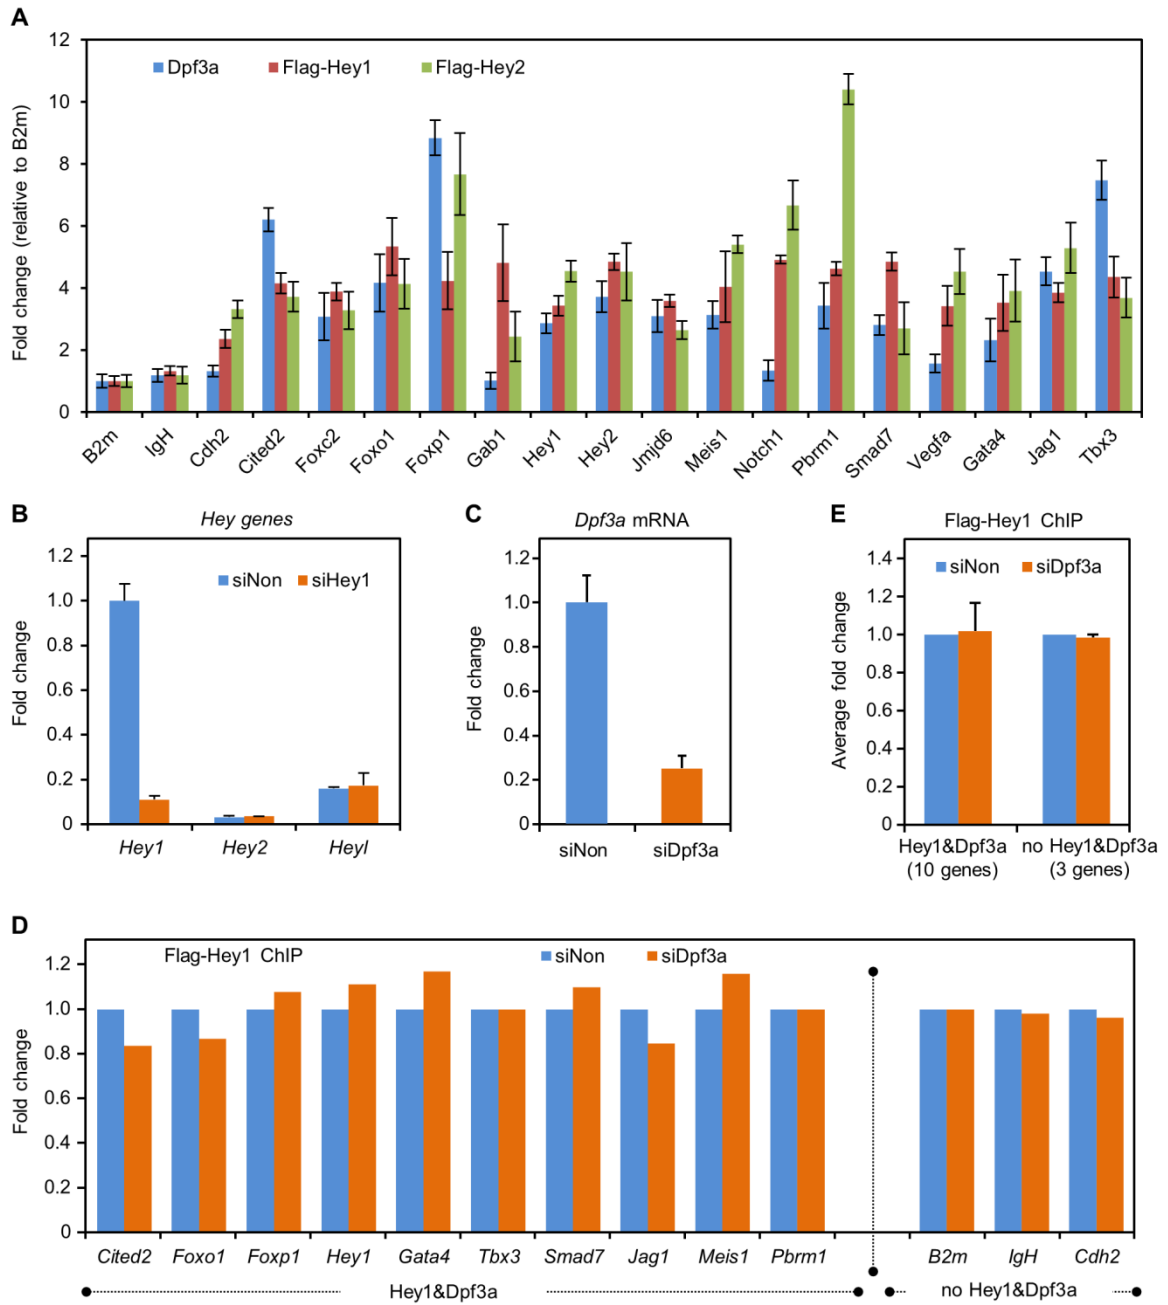 A
12
10
8
6
4
2
0
Fold change (relative to B2m)
Dpf3a Flag-Hey1 Flag-Hey2
B2m IgH Cdh2 Cited2 Foxc2 Foxo1 Foxp1 Gab1 Hey1 Hey2 Jmjd6 Meis1 Notch1 Pbrm1 Smad7 Vegfa Gata4 Jag1 Tbx3
B
Hey genes
1.2
1.0
0.8
0.6
0.4
0.2
0
Fold change
siNon siHey1
Hey1 Hey2 Heyl
C
Dpf3a mRNA
1.2
1.0
0.8
0.6
0.4
0.2
0
Fold change
siNon siDpf3a
E
Flag-Hey1 ChIP
1.4
1.2
1.0
0.8
0.6
0.4
0.2
0
Average fold change
siNon siDpf3a
Hey1&Dpf3a no Hey1&Dpf3a
(10 genes) (3 genes)
D
Flag-Hey1 ChIP
siNon siDpf3a
1.2
1.0
0.8
0.6
0.4
0.2
0
Fold change
Cited2 Foxo1 Foxp1 Hey1 Gata4 Tbx3 Smad7 Jag1 Meis1 Pbrm1 B2m IgH Cdh2
Hey1&Dpf3a no Hey1&Dpf3a